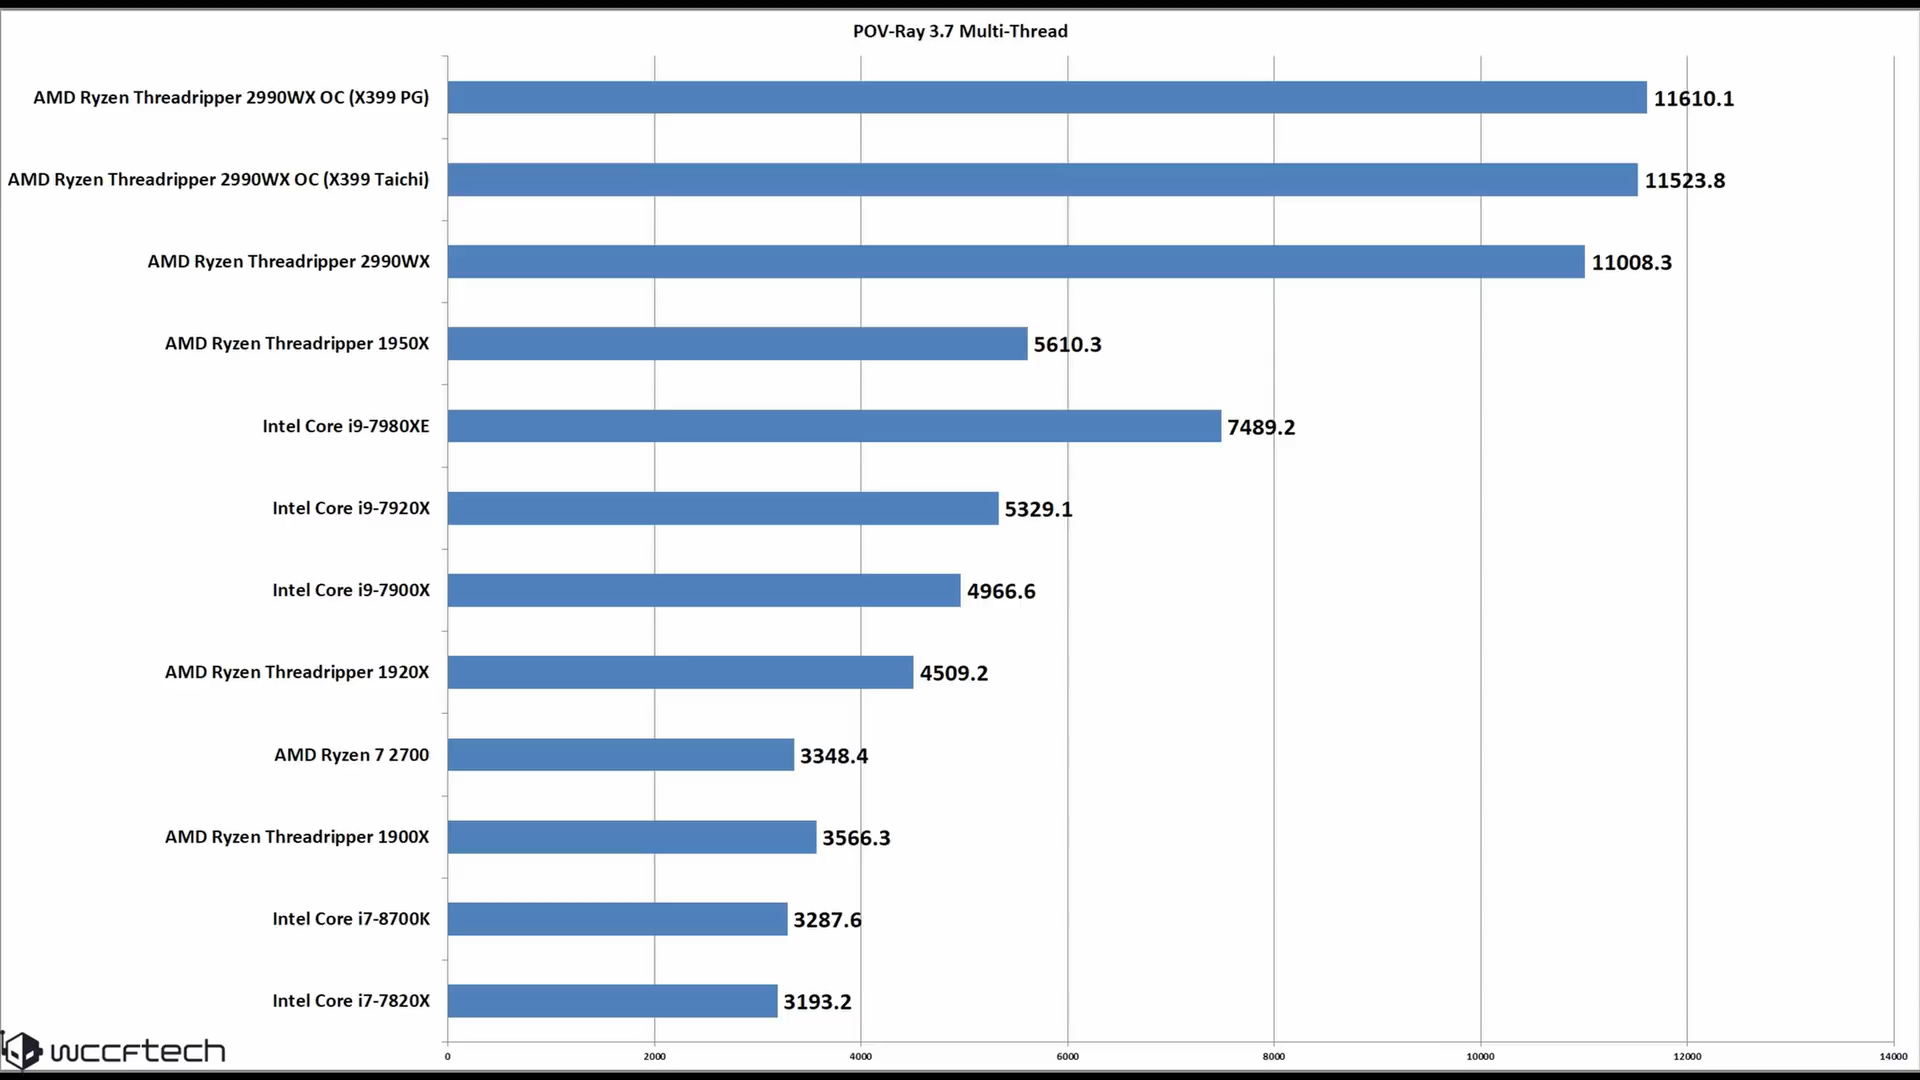 POV-Ray 3.7 Multi-Thread
AMD Ryzen Threadripper 2990WX OC (X399 PG) 11610.1
AMD Ryzen Threadripper 2990WX OC (X399 Taichi) 11523.8
AMD Ryzen Threadripper 2990WX 11008.3
AMD Ryzen Threadripper 1950X 5610.3
Intel Core i9-7980XE 7489.2
Intel Core i9-7920X 5329.1
Intel Core i9-7900X 4966.6
AMD Ryzen Threadripper 1920X 4509.2
AMD Ryzen 7 2700 3348.4
AMD Ryzen Threadripper 1900X 3566.3
Intel Core i7-8700K 3287.6
Intel Core i7-7820X 3193.2
0 2000 4000 6000 8000 10000 12000 14000
wccftech